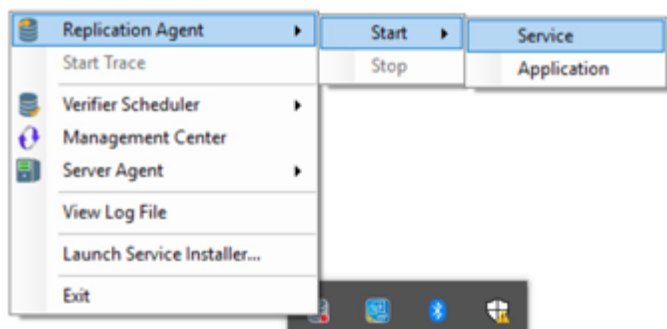 Replication Agent
Start
Service
Start Trace
Stop
Application
Verifier Scheduler
Management Center
Server Agent
View Log File
Launch Service Installer...
Exit